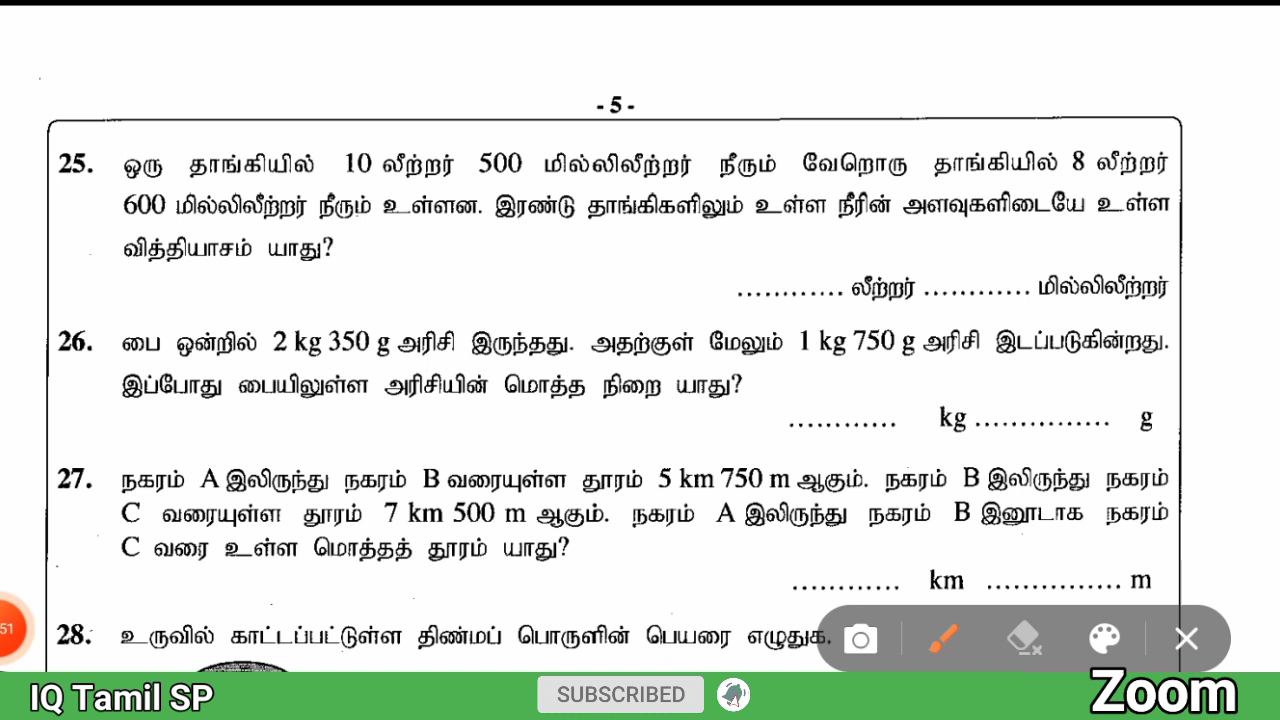 - 5 -
25. ஒரு தாங்கியில் 10 லீற்றர் 500 மில்லிலீற்றர் நீரும் வேறொரு தாங்கியில் 8 லீற்றர்
600 மில்லிலீற்றர் நீரும் உள்ளன. இரண்டு தாங்கிகளிலும் உள்ள நீரின் அளவுகளிடையே உள்ள
வித்தியாசம் யாது?
............ லீற்றர் ............ மில்லிலீற்றர்
26. பை ஒன்றில் 2 kg 350 g அரிசி இருந்தது. அதற்குள் மேலும் 1 kg 750 g அரிசி இடப்படுகின்றது.
இப்போது பையிலுள்ள அரிசியின் மொத்த நிறை யாது?
............ kg ............... g
27. நகரம் A இலிருந்து நகரம் B வரையுள்ள தூரம் 5 km 750 m ஆகும். நகரம் B இலிருந்து நகரம்
C வரையுள்ள தூரம் 7 km 500 m ஆகும். நகரம் A இலிருந்து நகரம் B இனூடாக நகரம்
C வரை உள்ள மொத்தத் தூரம் யாது?
............ km ............... m
28. உருவில் காட்டப்பட்டுள்ள திண்மப் பொருளின் பெயரை எழுதுக.
51
IQ Tamil SP
SUBSCRIBED
Zoom